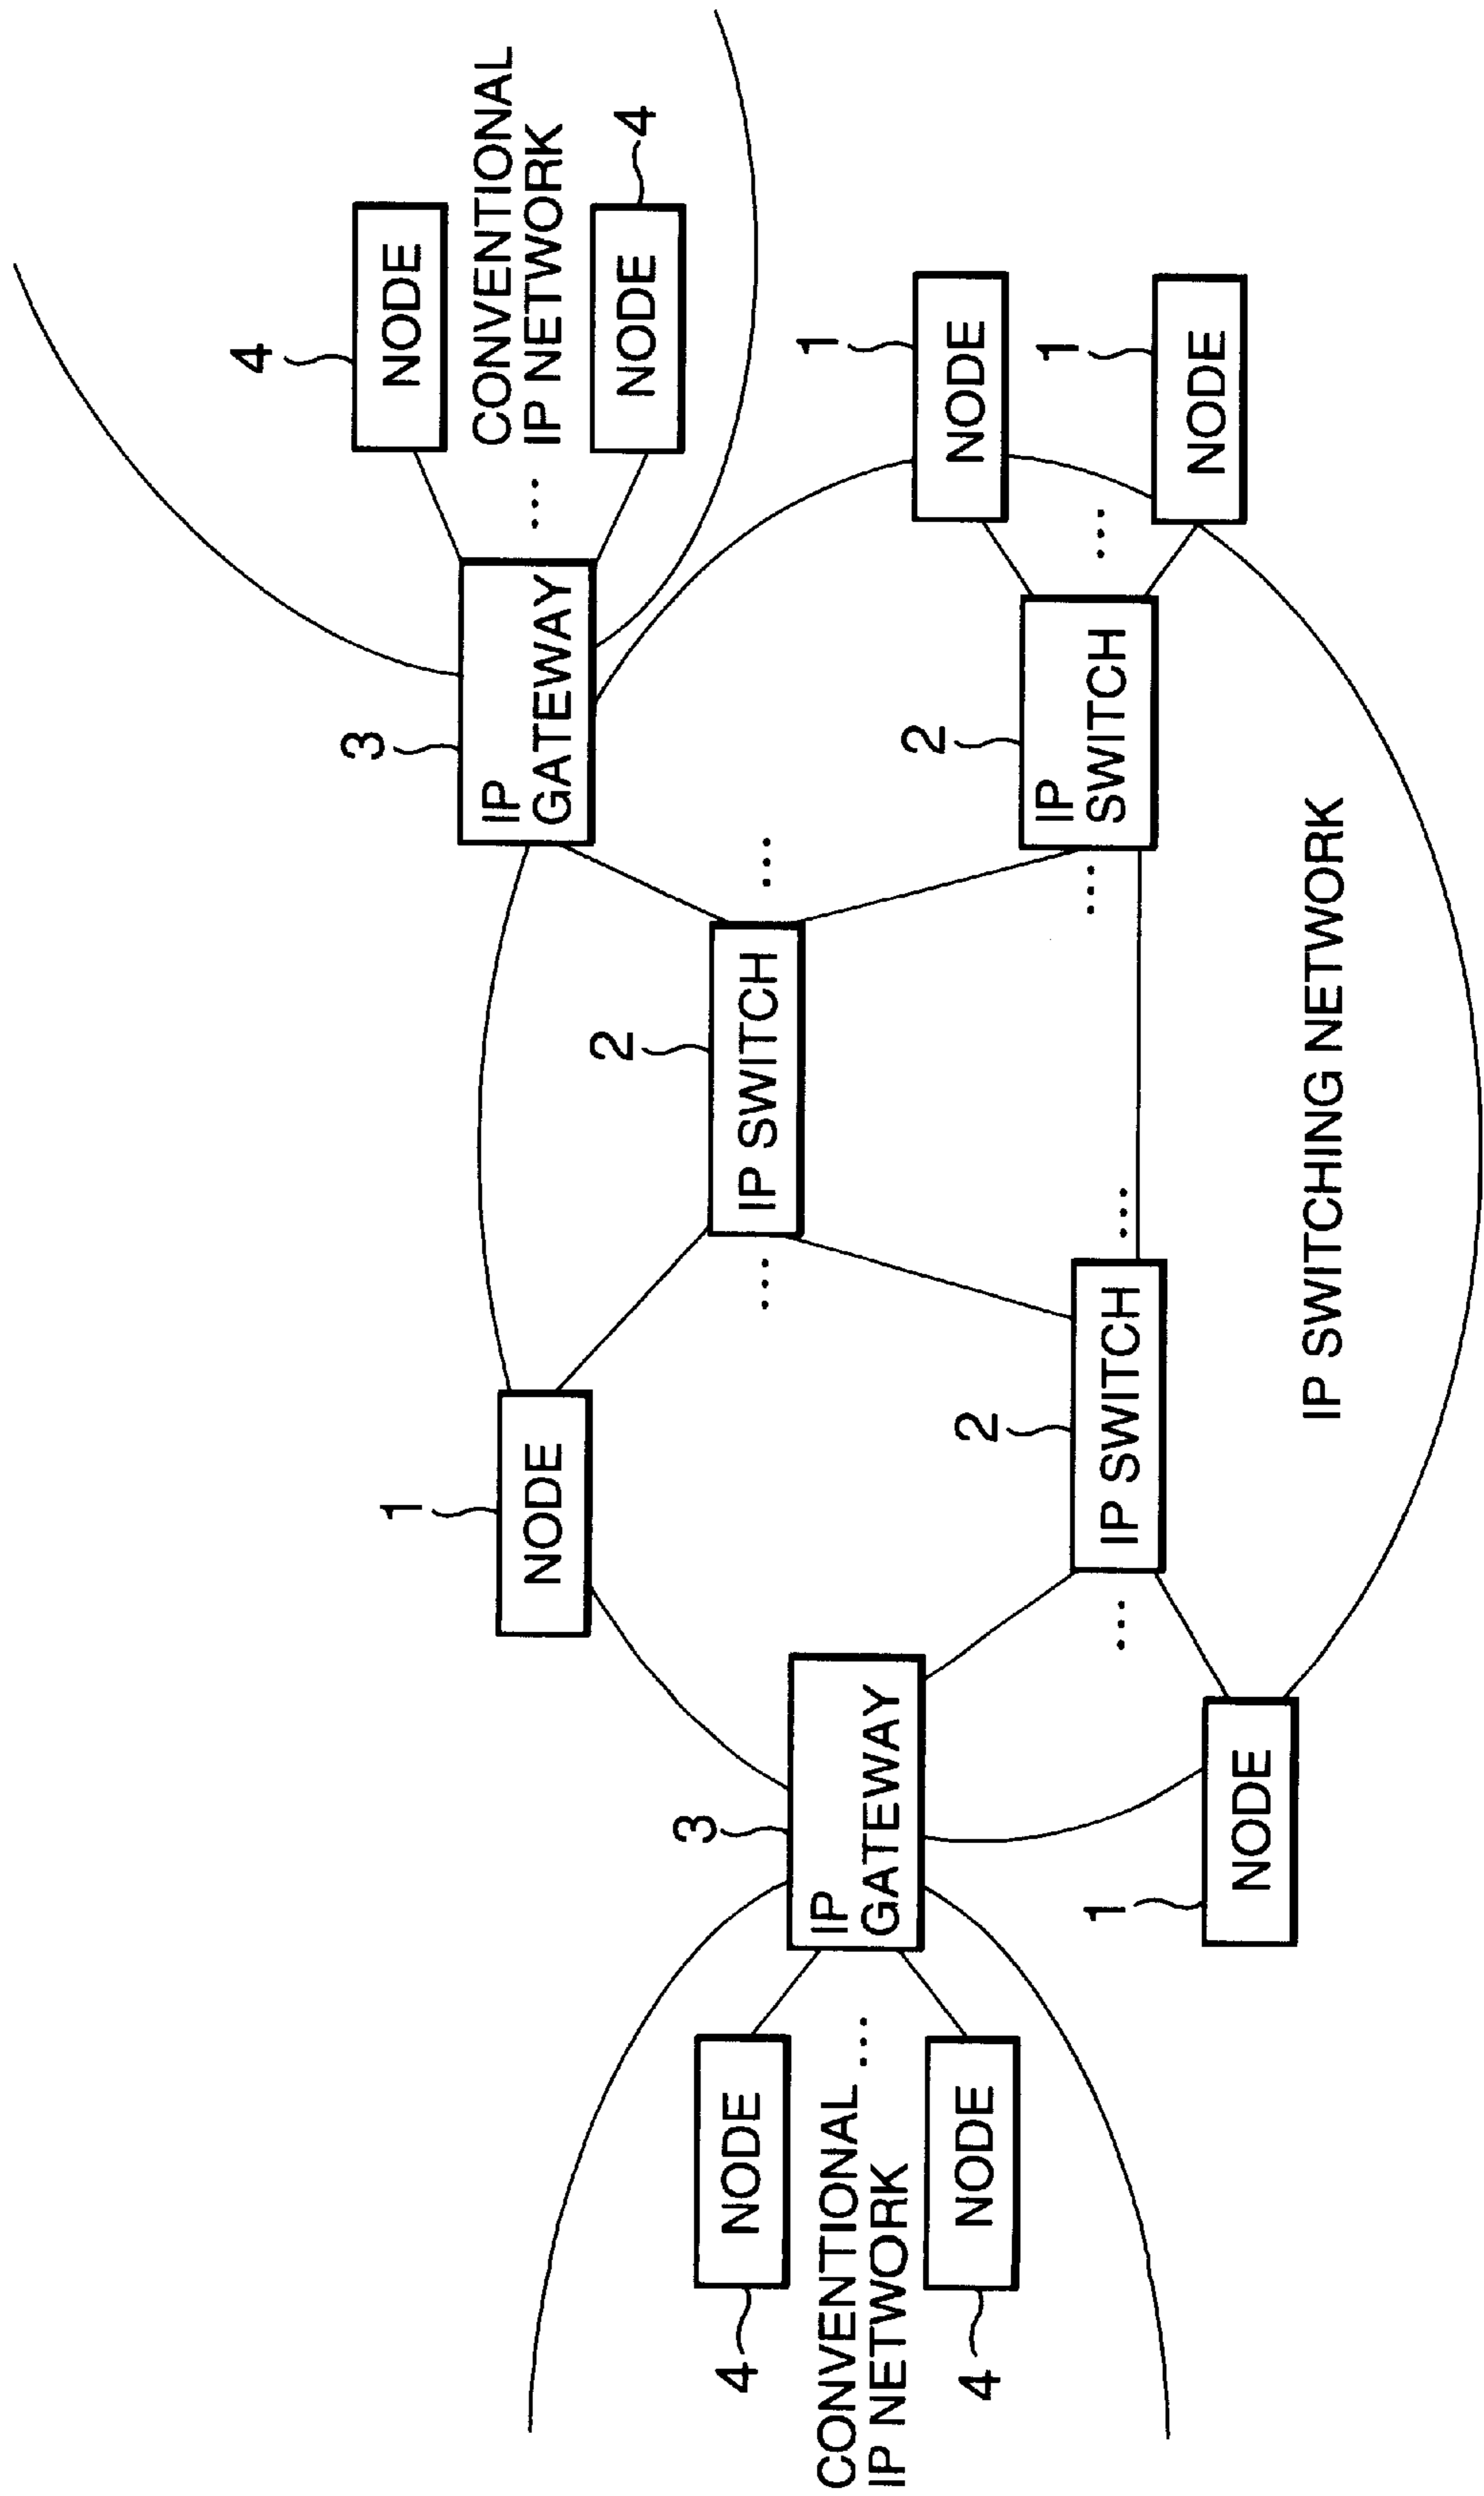 4
NODE
3
1
CONVENTIONAL
IP NETWORK
IP
GATEWAY
...
NODE
4
NODE
2
3
IP SWITCH
...
...
4
NODE
1
CONVENTIONAL
IP NETWORK
...
IP
GATEWAY
2
NODE
4
NODE
2
1
IP
SWITCH
...
...
1
IP SWITCH
...
...
NODE
NODE
IP SWITCHING NETWORK